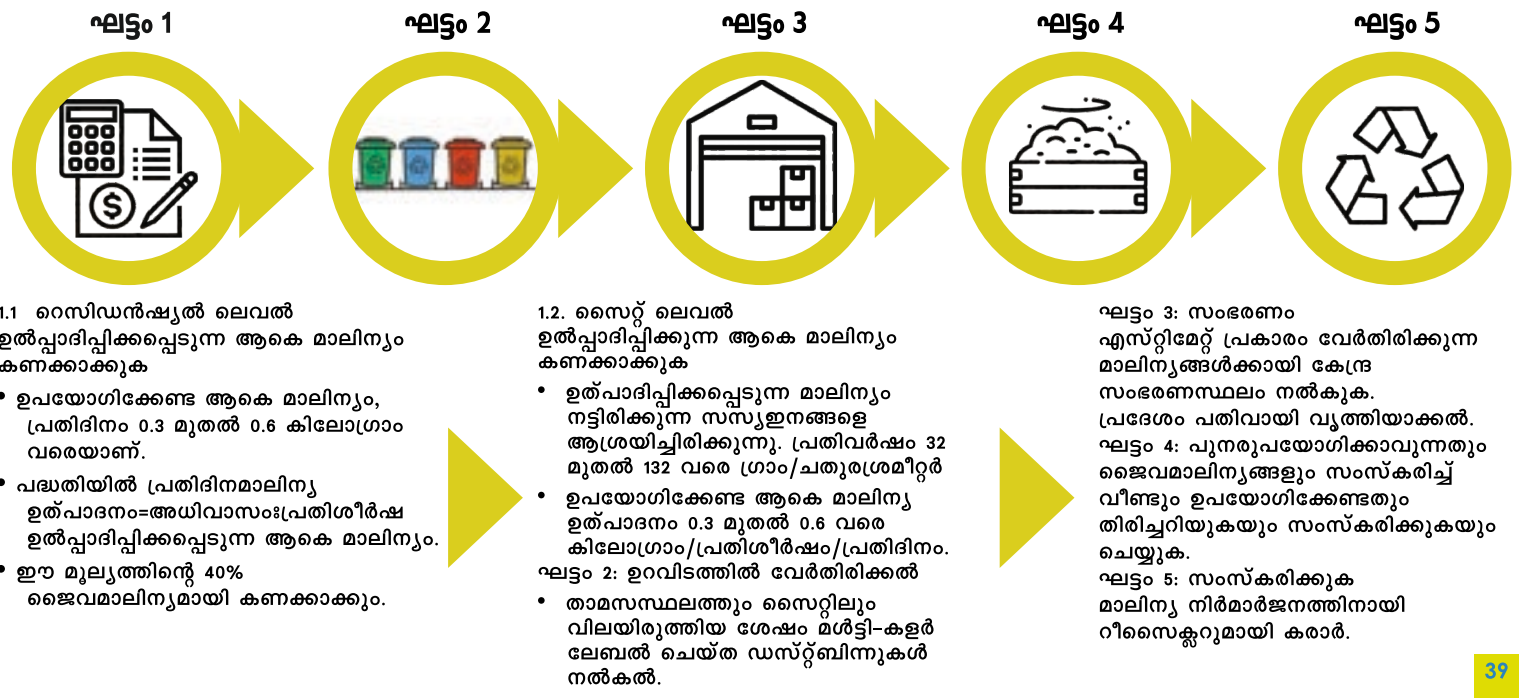 ഘട്ടം 1
ഘട്ടം 2
ഘട്ടം 3
ഘട്ടം 4
ഘട്ടം 5
1.1 റെസിഡൻഷ്യൽ ലെവൽ
ഉൽപ്പാദിപ്പിക്കപ്പെടുന്ന ആകെ മാലിന്യം
കണക്കാക്കുക
• ഉപയോഗിക്കേണ്ട ആകെ മാലിന്യം,
പ്രതിദിനം 0.3 മുതൽ 0.6 കിലോഗ്രാം
വരെയാണ്.
• പദ്ധതിയിൽ പ്രതിദിനമാലിന്യ
ഉത്പാദനം=അധിവാസംഃപ്രതിശീർഷ
ഉൽപ്പാദിപ്പിക്കപ്പെടുന്ന ആകെ മാലിന്യം.
• ഈ മൂല്യത്തിന്റെ 40%
ജൈവമാലിന്യമായി കണക്കാക്കും.
1.2. സൈറ്റ് ലെവൽ
ഉൽപ്പാദിപ്പിക്കുന്ന ആകെ മാലിന്യം
കണക്കാക്കുക
• ഉത്പാദിപ്പിക്കപ്പെടുന്ന മാലിന്യം
നട്ടിരിക്കുന്ന സസ്യഇനങ്ങളെ
ആശ്രയിച്ചിരിക്കുന്നു. പ്രതിവർഷം 32
മുതൽ 132 വരെ ഗ്രാം/ചതുരശ്രമീറ്റർ
• ഉപയോഗിക്കേണ്ട ആകെ മാലിന്യ
ഉത്പാദനം 0.3 മുതൽ 0.6 വരെ
കിലോഗ്രാം/പ്രതിശീർഷം/പ്രതിദിനം.
ഘട്ടം 2: ഉറവിടത്തിൽ വേർതിരിക്കൽ
• താമസസ്ഥലത്തും സൈറ്റിലും
വിലയിരുത്തിയ ശേഷം മൾട്ടി-കളർ
ലേബൽ ചെയ്ത ഡസ്റ്റ്ബിന്നുകൾ
നൽകൽ.
ഘട്ടം 3: സംഭരണം
എസ്റ്റിമേറ്റ് പ്രകാരം വേർതിരിക്കുന്ന
മാലിന്യങ്ങൾക്കായി കേന്ദ്ര
സംഭരണസ്ഥലം നൽകുക.
പ്രദേശം പതിവായി വൃത്തിയാക്കൽ.
ഘട്ടം 4: പുനരുപയോഗിക്കാവുന്നതും
ജൈവമാലിന്യങ്ങളും സംസ്കരിച്ച്
വീണ്ടും ഉപയോഗിക്കേണ്ടതും
തിരിച്ചറിയുകയും സംസ്കരിക്കുകയും
ചെയ്യുക.
ഘട്ടം 5: സംസ്കരിക്കുക
മാലിന്യ നിർമാർജനത്തിനായി
റീസൈക്ലറുമായി കരാർ.
39